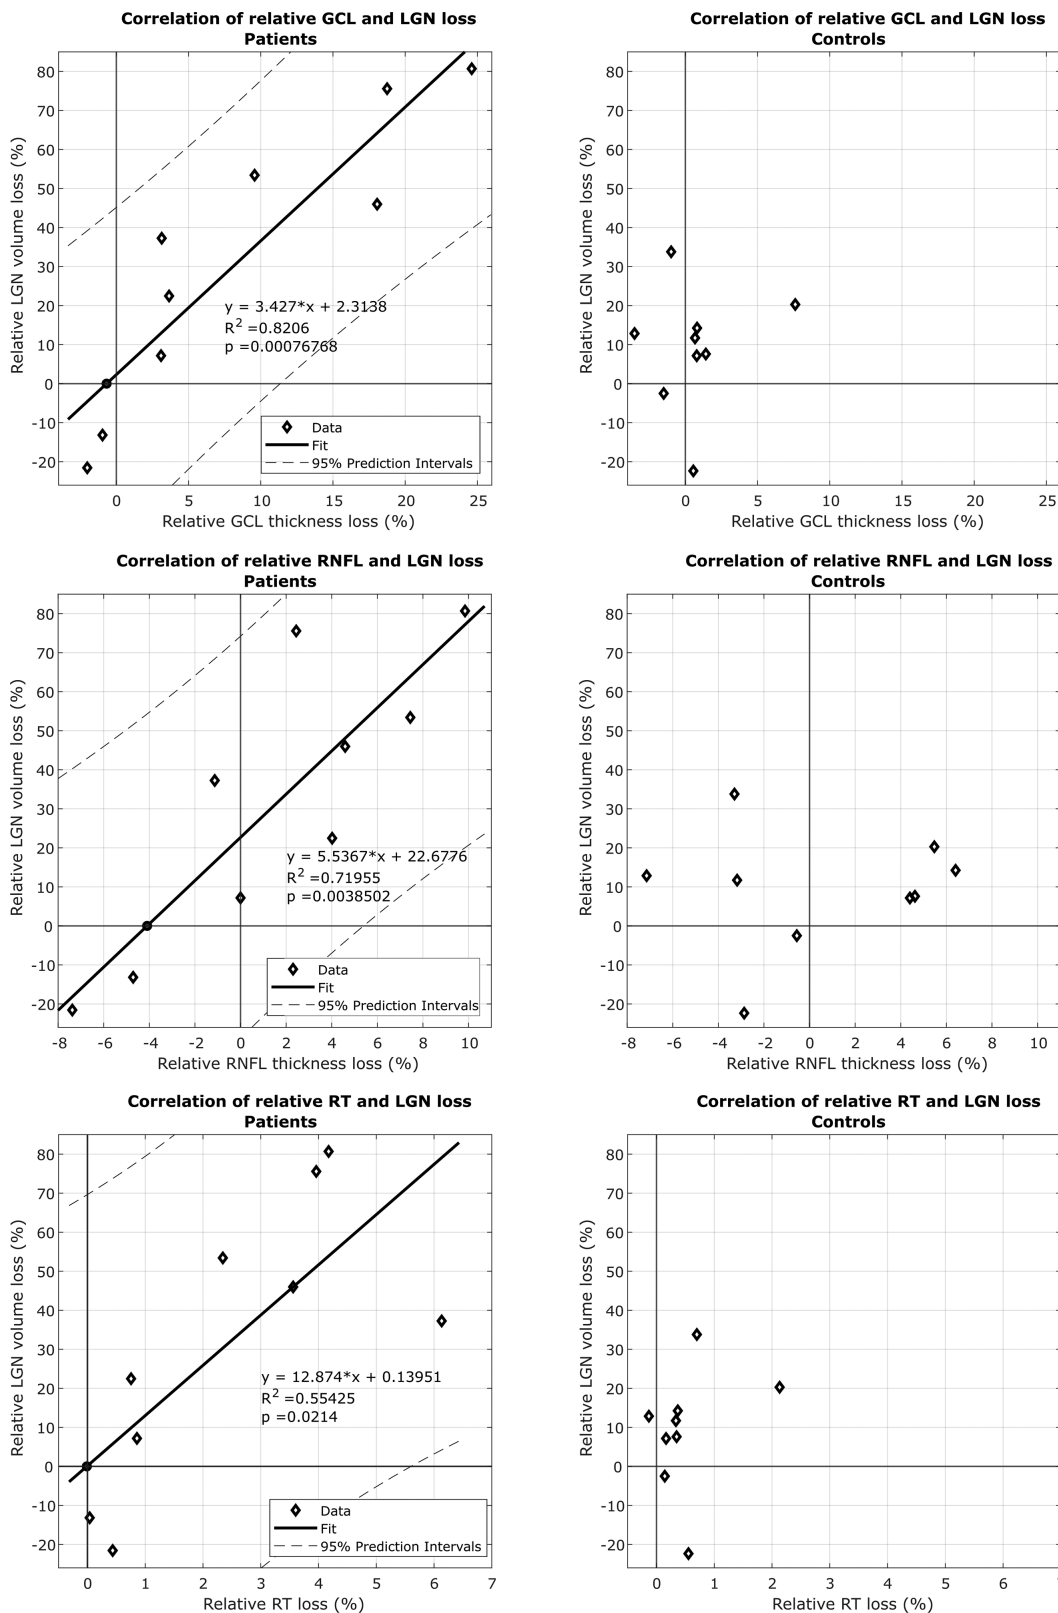 Correlation of relative GCL and LGN loss
Patients
80
70
60
50
40
30
20
10
0
-10
-20
Relative LGN volume loss (%)
y = 3.427*x + 2.3138
R² =0.8206
p =0.00076768
Data
Fit
95% Prediction Intervals
0 5 10 15 20 25
Relative GCL thickness loss (%)
Correlation of relative GCL and LGN loss
Controls
80
70
60
50
40
30
20
10
0
-10
-20
Relative LGN volume loss (%)
0 5 10 15 20 25
Relative GCL thickness loss (%)
Correlation of relative RNFL and LGN loss
Patients
80
70
60
50
40
30
20
10
0
-10
-20
Relative LGN volume loss (%)
y = 5.5367*x + 22.6776
R² =0.71955
p =0.0038502
Data
Fit
95% Prediction Intervals
-8 -6 -4 -2 0 2 4 6 8 10
Relative RNFL thickness loss (%)
Correlation of relative RNFL and LGN loss
Controls
80
70
60
50
40
30
20
10
0
-10
-20
Relative LGN volume loss (%)
-8 -6 -4 -2 0 2 4 6 8 10
Relative RNFL thickness loss (%)
Correlation of relative RT and LGN loss
Patients
80
70
60
50
40
30
20
10
0
-10
-20
Relative LGN volume loss (%)
y = 12.874*x + 0.13951
R² =0.55425
p =0.0214
Data
Fit
95% Prediction Intervals
0 1 2 3 4 5 6 7
Relative RT loss (%)
Correlation of relative RT and LGN loss
Controls
80
70
60
50
40
30
20
10
0
-10
-20
Relative LGN volume loss (%)
0 1 2 3 4 5 6 7
Relative RT loss (%)